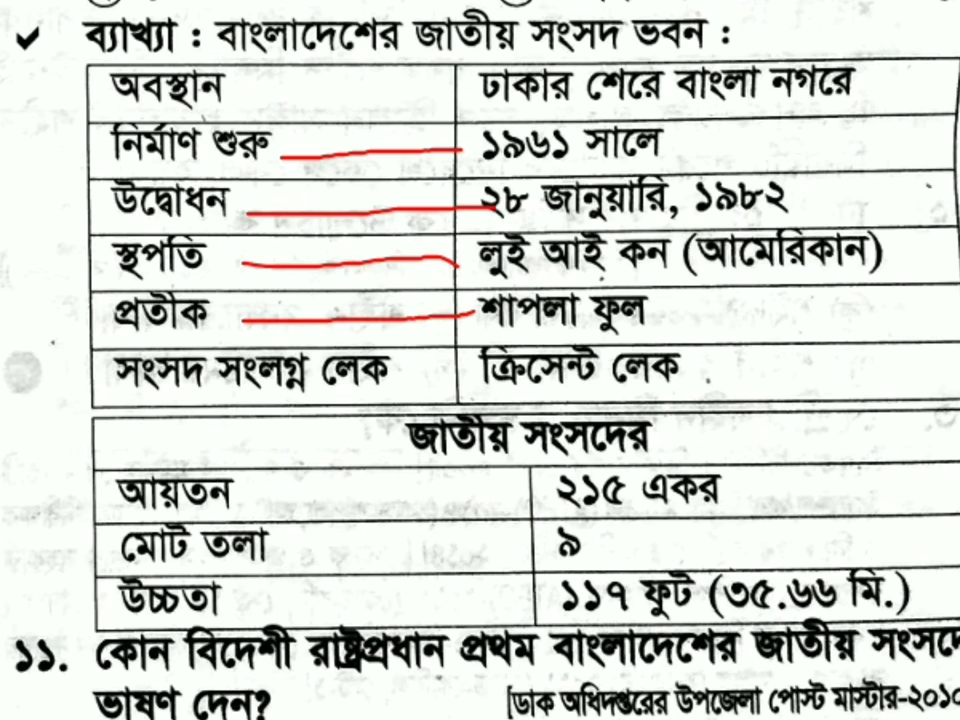 ব্যাখ্যা : বাংলাদেশের জাতীয় সংসদ ভবন :
অবস্থান ঢাকার শেরে বাংলা নগরে
নির্মাণ শুরু ১৯৬১ সালে
উদ্বোধন ২৮ জানুয়ারি, ১৯৮২
স্থপতি লুই আই কন (আমেরিকান)
প্রতীক শাপলা ফুল
সংসদ সংলগ্ন লেক ক্রিসেন্ট লেক
জাতীয় সংসদের
আয়তন ২১৫ একর
মোট তলা ৯
উচ্চতা ১১৭ ফুট (৩৫.৬৬ মি.)
১১. কোন বিদেশী রাষ্ট্রপ্রধান প্রথম বাংলাদেশের জাতীয় সংসদে
ভাষণ দেন? [ডাক অধিদপ্তরের উপজেলা পোস্ট মাস্টার-২০১০